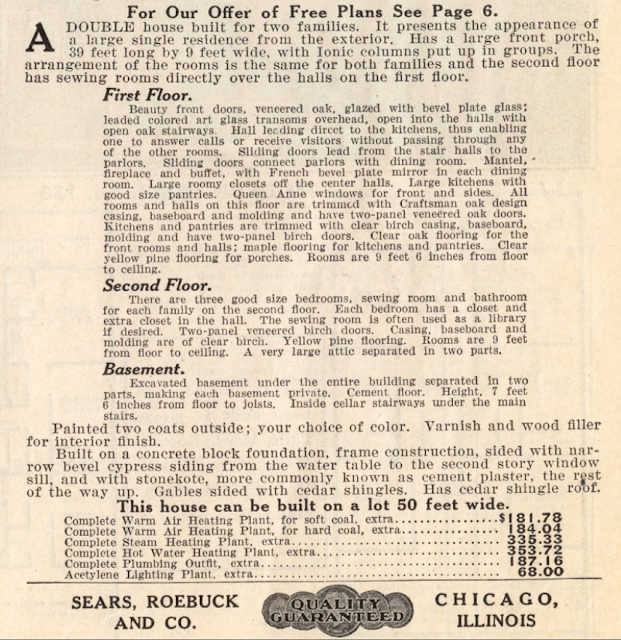 For Our Offer of Free Plans See Page 6.
A DOUBLE house built for two families. It presents the appearance of
a large single residence from the exterior. Has a large front porch,
39 feet long by 9 feet wide, with Ionic columns put up in groups. The
arrangement of the rooms is the same for both families and the second floor
has sewing rooms directly over the halls on the first floor.
First Floor.
Beauty front doors, veneered oak, glazed with bevel plate glass;
leaded colored art glass transoms overhead, open into the halls with
open oak stairways. Hall leading direct to the kitchens, thus enabling
one to answer calls or receive visitors without passing through any
of the other rooms. Sliding doors lead from the stair halls to the
parlors. Sliding doors connect parlors with dining room. Mantel,
fireplace and buffet, with French bevel plate mirror in each dining
room. Large roomy closets off the center halls. Large kitchens with
good size pantries. Queen Anne windows for front and sides. All
rooms and halls on this floor are trimmed with Craftsman oak design
casing, baseboard and molding and have two-panel veneered oak doors.
Kitchens and pantries are trimmed with clear birch casing, baseboard,
molding and have two-panel birch doors. Clear oak flooring for the
front rooms and halls; maple flooring for kitchens and pantries. Clear
yellow pine flooring for porches. Rooms are 9 feet 6 inches from floor
to ceiling.
Second Floor.
There are three good size bedrooms, sewing room and bathroom
for each family on the second floor. Each bedroom has a closet and
extra closet in the hall. The sewing room is often used as a library
if desired. Two-panel veneered birch doors. Casing, baseboard and
molding are of clear birch. Yellow pine flooring. Rooms are 9 feet
from floor to ceiling. A very large attic separated in two parts.
Basement.
Excavated basement under the entire building separated in two
parts, making each basement private. Cement floor. Height, 7 feet
6 inches from floor to joists. Inside cellar stairways under the main
stairs.
Painted two coats outside; your choice of color. Varnish and wood filler
for interior finish.
Built on a concrete block foundation, frame construction, sided with nar-
row bevel cypress siding from the water table to the second story window
sill, and with stonekote, more commonly known as cement plaster, the rest
of the way up. Gables sided with cedar shingles. Has cedar shingle roof.
This house can be built on a lot 50 feet wide.
Complete Warm Air Heating Plant, for soft coal, extra..............$181.78
Complete Warm Air Heating Plant, for hard coal, extra.............. 184.04
Complete Steam Heating Plant, extra.............. 335.33
Complete Hot Water Heating Plant, extra.............. 353.72
Complete Plumbing Outfit, extra.............. 187.16
Acetylene Lighting Plant, extra.............. 68.00
SEARS, ROEBUCK
AND CO.
QUALITY
GUARANTEED
CHICAGO,
ILLINOIS